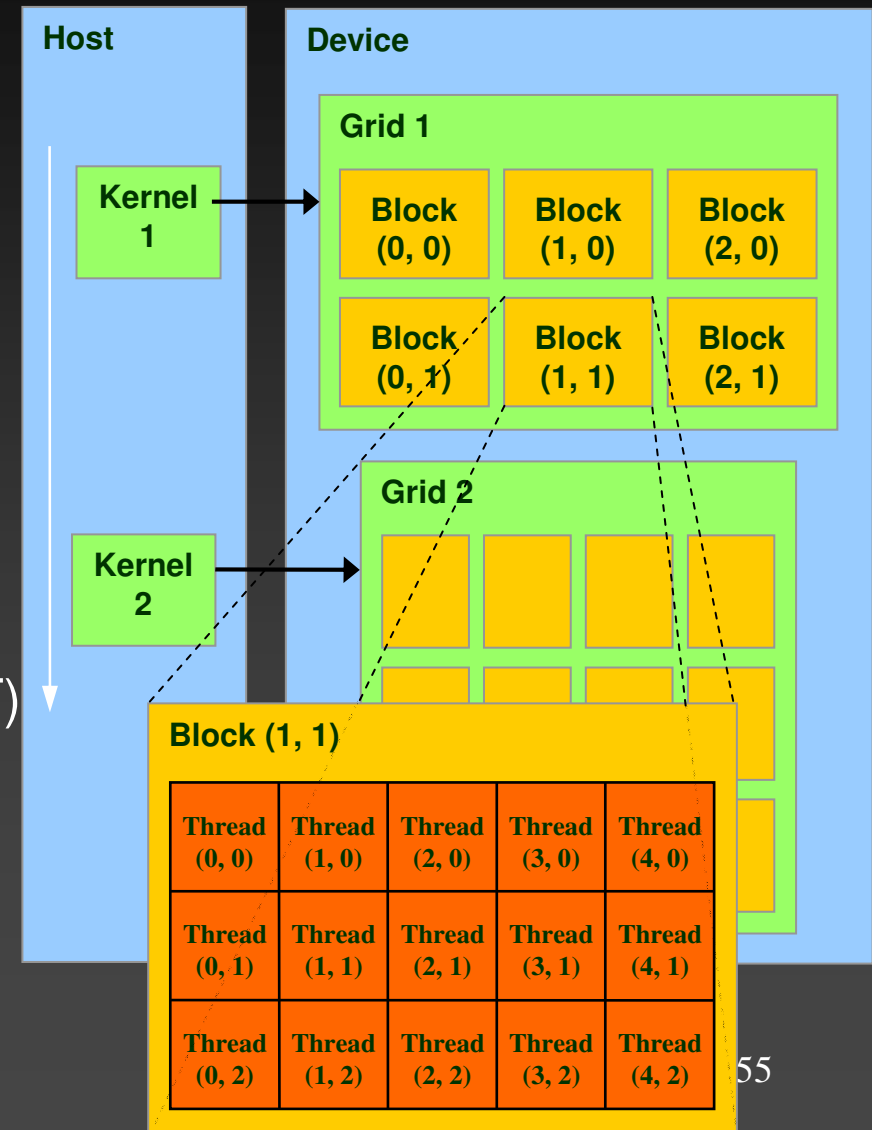 Host
Device
Grid 1
Kernel
1
Block
(0, 0)
Block
(1, 0)
Block
(2, 0)
Block
(0, 1)
Block
(1, 1)
Block
(2, 1)
Grid 2
Kernel
2
)
Block (1, 1)
Thread
(0, 0)
Thread
(1, 0)
Thread
(2, 0)
Thread
(3, 0)
Thread
(4, 0)
Thread
(0, 1)
Thread
(1, 1)
Thread
(2, 1)
Thread
(3, 1)
Thread
(4, 1)
Thread
(0, 2)
Thread
(1, 2)
Thread
(2, 2)
Thread
(3, 2)
Thread
(4, 2)
55